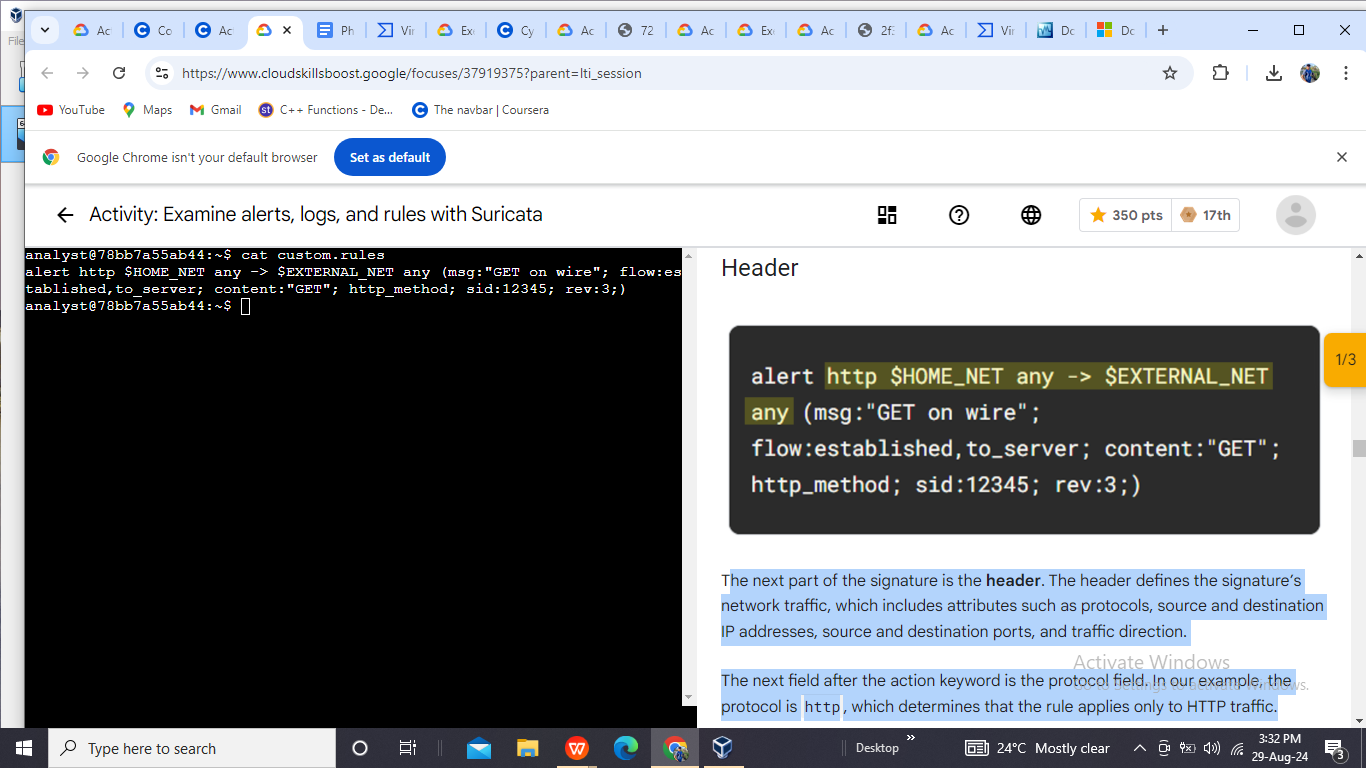 File
Ac
Co
Ac
Ph
Vir
Ex
Cy
Ac
72
Ac
Exe
Ac
2f
Ac
Vir
Dc
Dc
https://www.cloudskillsboost.google/focuses/37919375?parent=lti_session
YouTube
Maps
Gmail
st
C++ Functions - De...
The navbar | Coursera
Google Chrome isn't your default browser
Set as default
Activity: Examine alerts, logs, and rules with Suricata
350 pts
17th
analyst@78bb7a55ab44:~$ cat custom.rules
alert http $HOME_NET any -> $EXTERNAL_NET any (msg:"GET on wire"; flow:es
tablished,to_server; content:"GET"; http_method; sid:12345; rev:3;)
analyst@78bb7a55ab44:~$
Header
alert http $HOME_NET any -> $EXTERNAL_NET
any (msg:"GET on wire";
flow:established,to_server; content:"GET";
http_method; sid:12345; rev:3;)
1/3
The next part of the signature is the header. The header defines the signature's
network traffic, which includes attributes such as protocols, source and destination
IP addresses, source and destination ports, and traffic direction.
Activate Windows
Go to Settings to activate Windows.
The next field after the action keyword is the protocol field. In our example, the
protocol is http, which determines that the rule applies only to HTTP traffic.
Type here to search
Desktop
24°C Mostly clear
3:32 PM
29-Aug-24
3